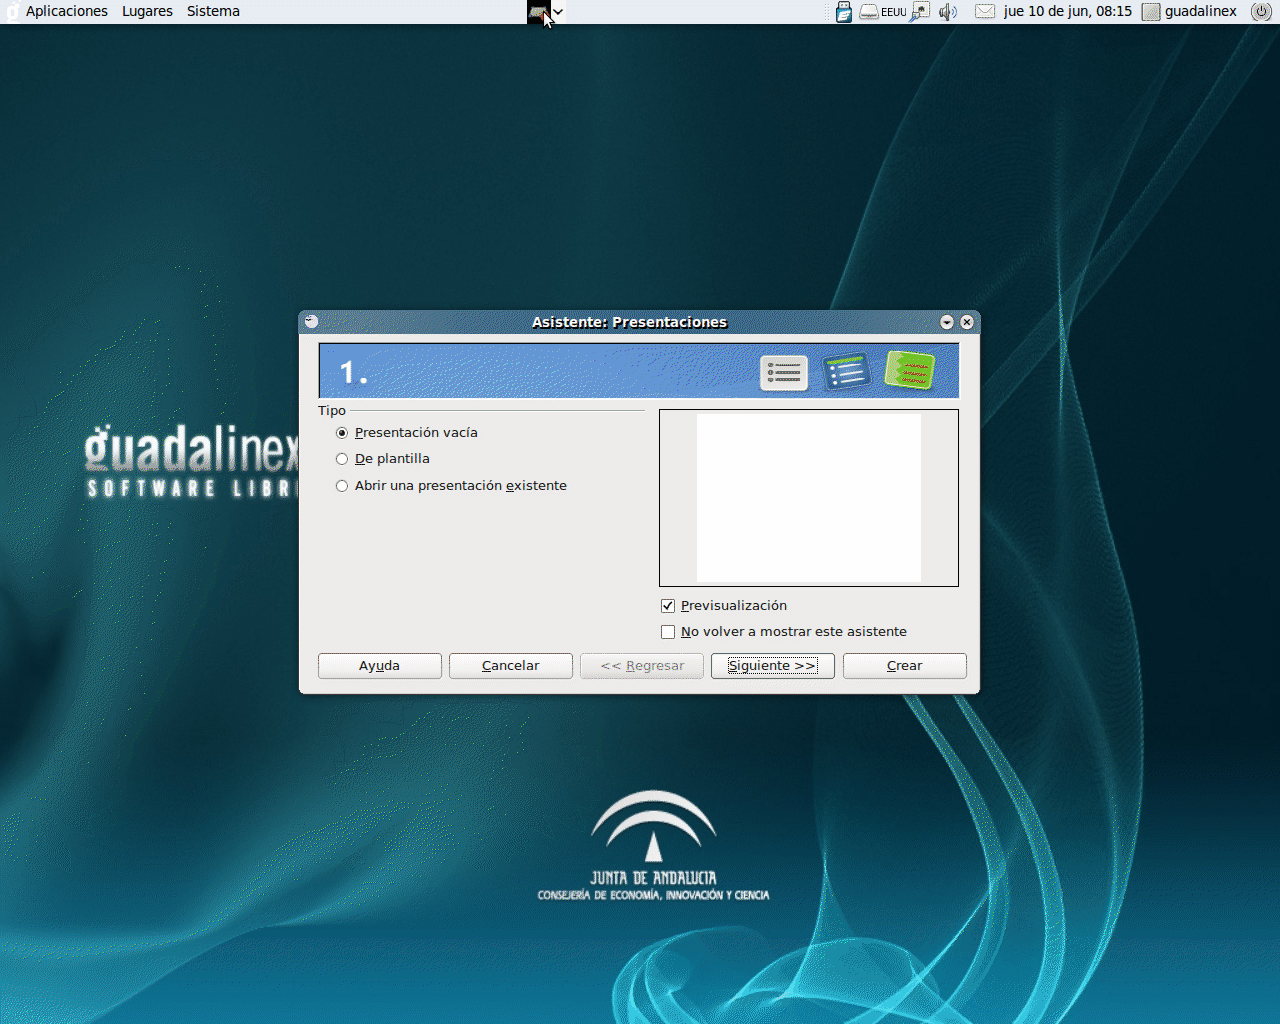 Aplicaciones Lugares Sistema
EEUU jue 10 de jun, 08:15 guadalinex
Asistente: Presentaciones
1.
Tipo
Presentación vacía
De plantilla
Abrir una presentación existente
Previsualización
No volver a mostrar este asistente
Ayuda Cancelar << Regresar Siguiente >> Crear
guadalinex
SOFTWARE LIBR
JUNTA DE ANDALUCIA
CONSEJERÍA DE ECONOMÍA, INNOVACIÓN Y CIENCIA